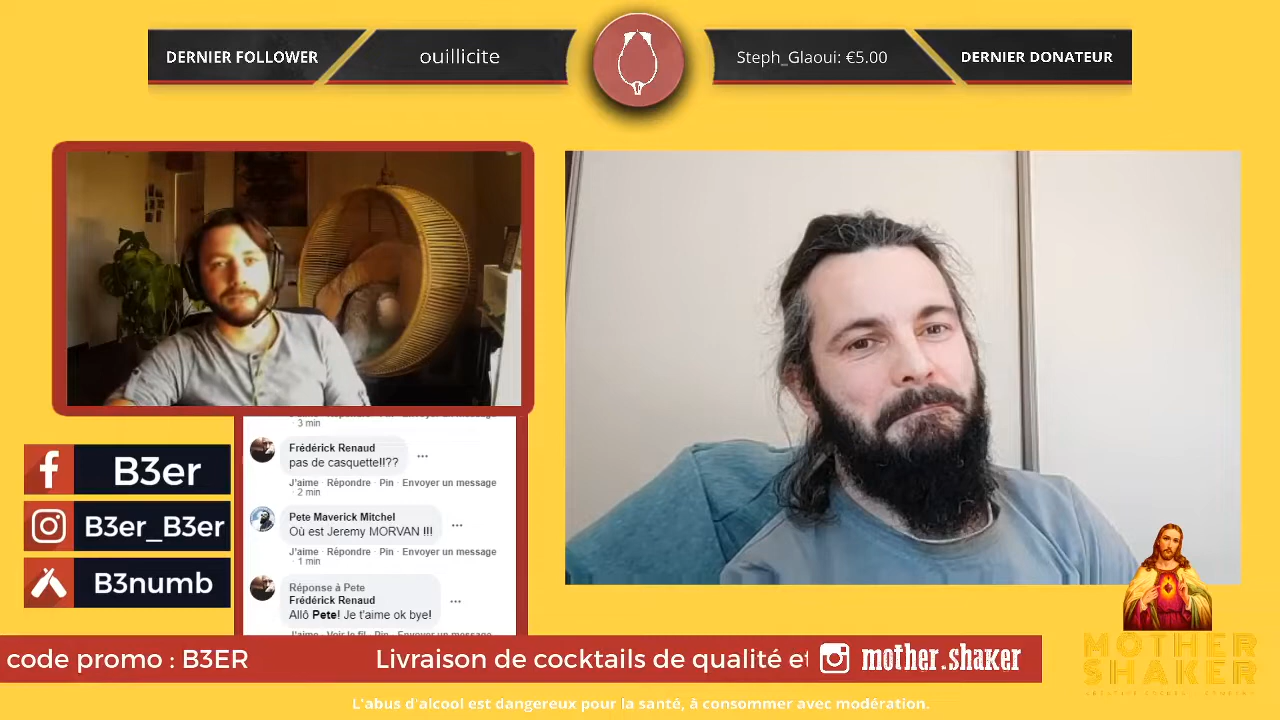 DERNIER FOLLOWER
ouillicite
Steph_Glaoui: €5.00
DERNIER DONATEUR
· 3 min
Frédérick Renaud
pas de casquette!!??
J'aime · Répondre · Pin · Envoyer un message
· 2 min
Pete Maverick Mitchel
Où est Jeremy MORVAN !!!
J'aime · Répondre · Pin · Envoyer un message
· 1 min
Réponse à Pete
Frédérick Renaud
Allô Pete! Je t'aime ok bye!
B3er
B3er_B3er
B3numb
code promo : B3ER
Livraison de cocktails de qualité et
mother.shaker
MOTHER
SHAKER
L'abus d'alcool est dangereux pour la santé, à consommer avec modération.